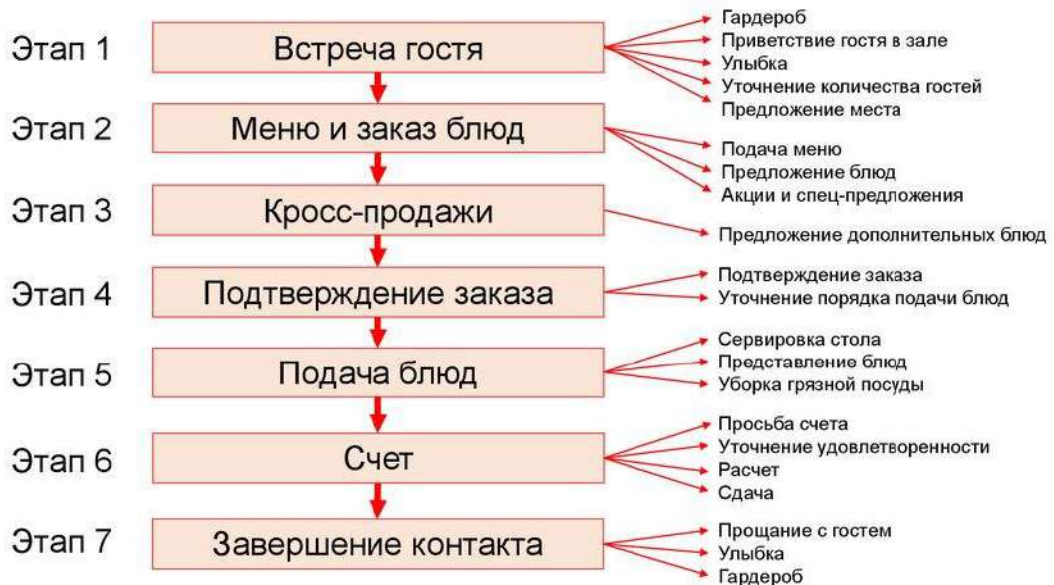 Этап 1
Встреча гостя
Гардероб
Приветствие гостя в зале
Улыбка
Уточнение количества гостей
Предложение места
Этап 2
Меню и заказ блюд
Подача меню
Предложение блюд
Акции и спец-предложения
Этап 3
Кросс-продажи
Предложение дополнительных блюд
Этап 4
Подтверждение заказа
Подтверждение заказа
Уточнение порядка подачи блюд
Этап 5
Подача блюд
Сервировка стола
Представление блюд
Уборка грязной посуды
Этап 6
Счет
Просьба счета
Уточнение удовлетворенности
Расчет
Сдача
Этап 7
Завершение контакта
Прощание с гостем
Улыбка
Гардероб